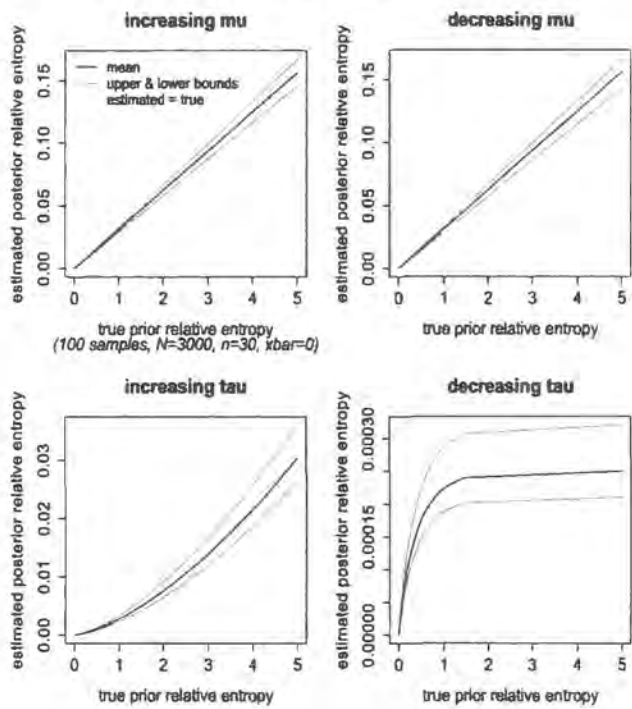 increasing mu
mean
upper & lower bounds
estimated = true
estimated posterior relative entropy
0.00
0.05
0.10
0.15
0 1 2 3 4 5
true prior relative entropy
(100 samples, N=3000, n=30, xbar=0)
decreasing mu
estimated posterior relative entropy
0.00
0.05
0.10
0.15
0 1 2 3 4 5
true prior relative entropy
increasing tau
estimated posterior relative entropy
0.00
0.01
0.02
0.03
0 1 2 3 4 5
true prior relative entropy
decreasing tau
estimated posterior relative entropy
0.00000
0.00015
0.00030
0 1 2 3 4 5
true prior relative entropy